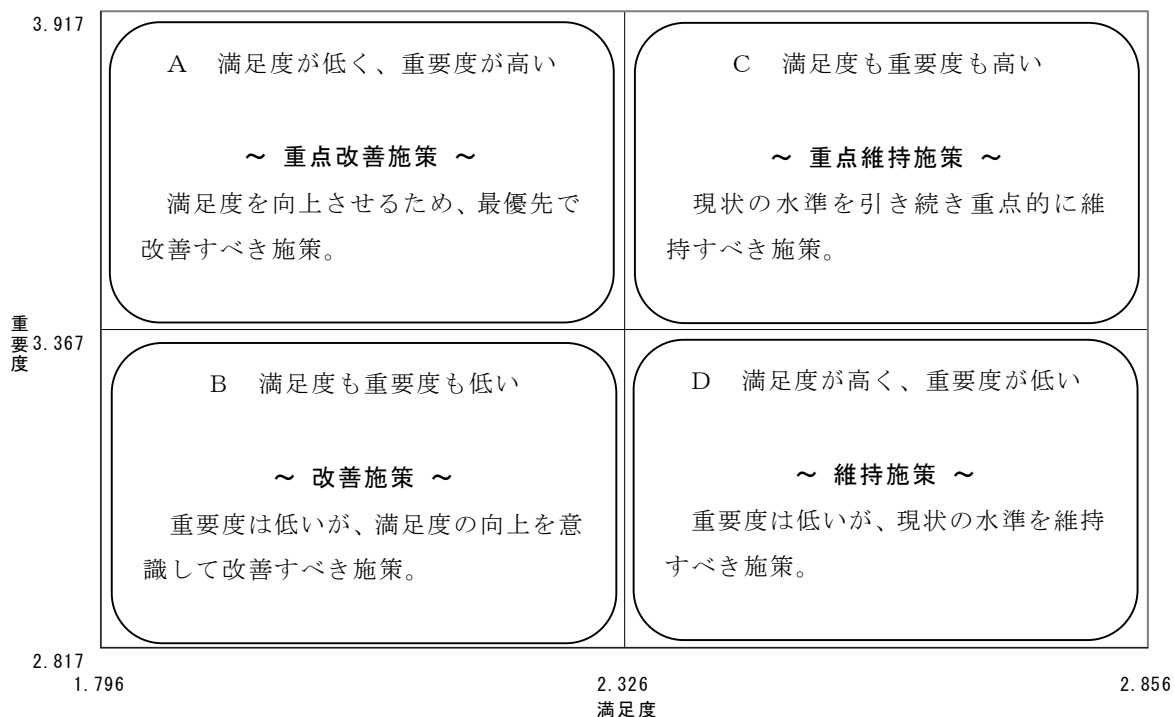 3.917
A 満足度が低く、重要度が高い
～ 重点改善施策 ～
満足度を向上させるため、最優先で
改善すべき施策。
C 満足度も重要度も高い
～ 重点維持施策 ～
現状の水準を引き続き重点的に維
持すべき施策。
重要度
3.367
B 満足度も重要度も低い
～ 改善施策 ～
重要度は低いが、満足度の向上を意
識して改善すべき施策。
D 満足度が高く、重要度が低い
～ 維持施策 ～
重要度は低いが、現状の水準を維持
すべき施策。
2.817
1.796
2.326
2.856
満足度